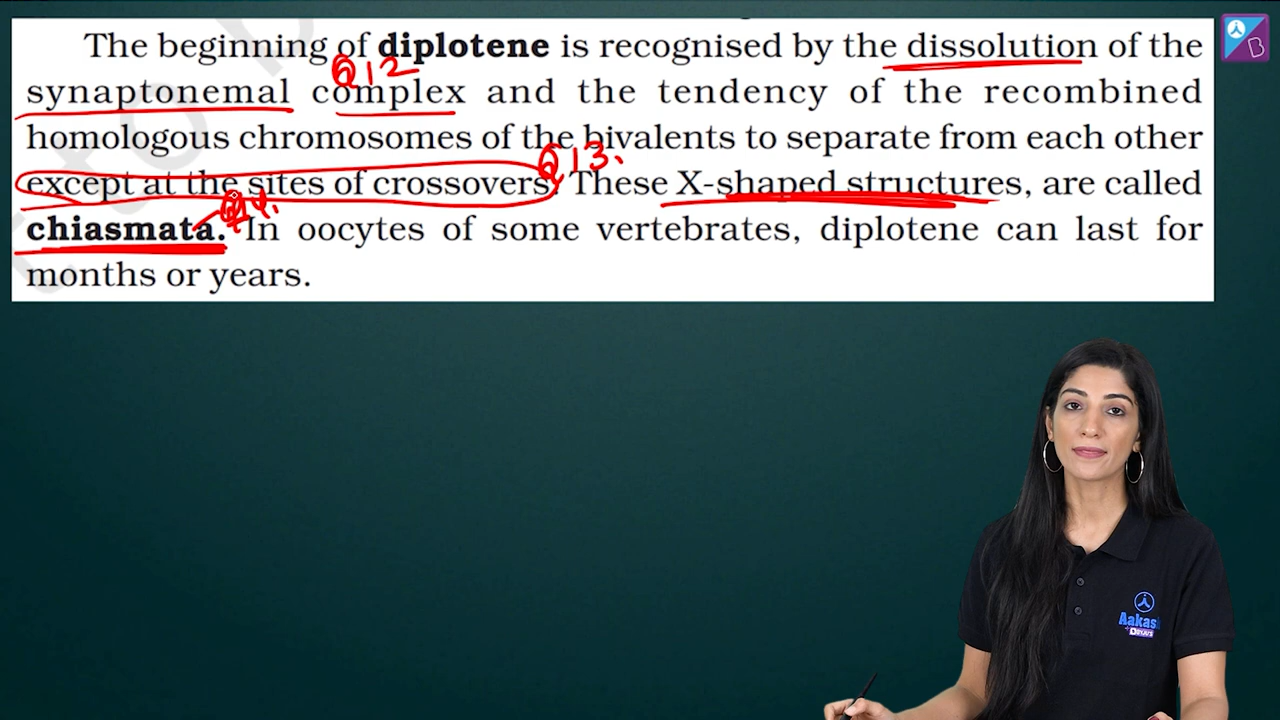 The beginning of diplotene is recognised by the dissolution of the
Q12
synaptonemal complex and the tendency of the recombined
homologous chromosomes of the bivalents to separate from each other
Q13.
except at the sites of crossovers. These X-shaped structures, are called
Q14.
chiasmata. In oocytes of some vertebrates, diplotene can last for
months or years.
B
Aakash
BYJU'S